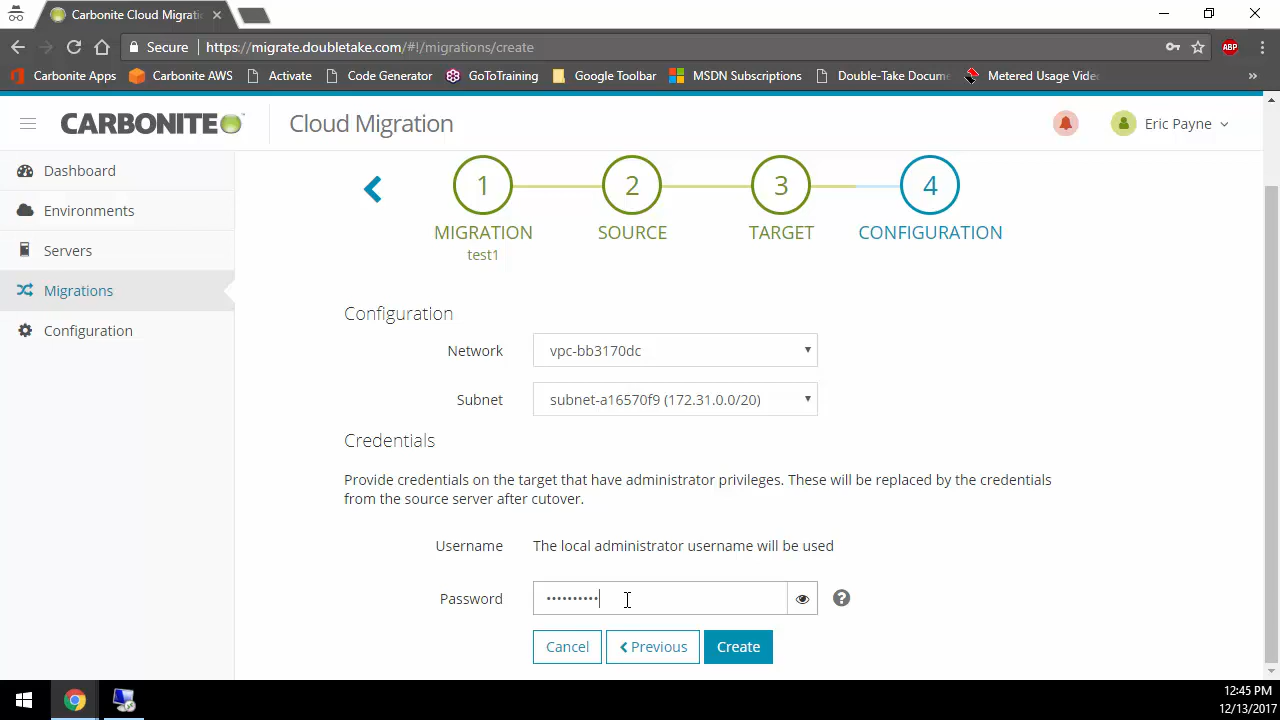 Carbonite Cloud Migrati
Secure https://migrate.doubletake.com/#!/migrations/create
ABP
Carbonite Apps Carbonite AWS Activate Code Generator GoToTraining Google Toolbar MSDN Subscriptions Double-Take Docum Metered Usage Vide »
CARBONITE Cloud Migration Eric Payne
Dashboard
Environments
Servers
Migrations
Configuration
1 2 3 4
MIGRATION SOURCE TARGET CONFIGURATION
test1
Configuration
Network vpc-bb3170dc
Subnet subnet-a16570f9 (172.31.0.0/20)
Credentials
Provide credentials on the target that have administrator privileges. These will be replaced by the credentials
from the source server after cutover.
Username The local administrator username will be used
Password ••••••••••
Cancel Previous Create
12:45 PM
12/13/2017